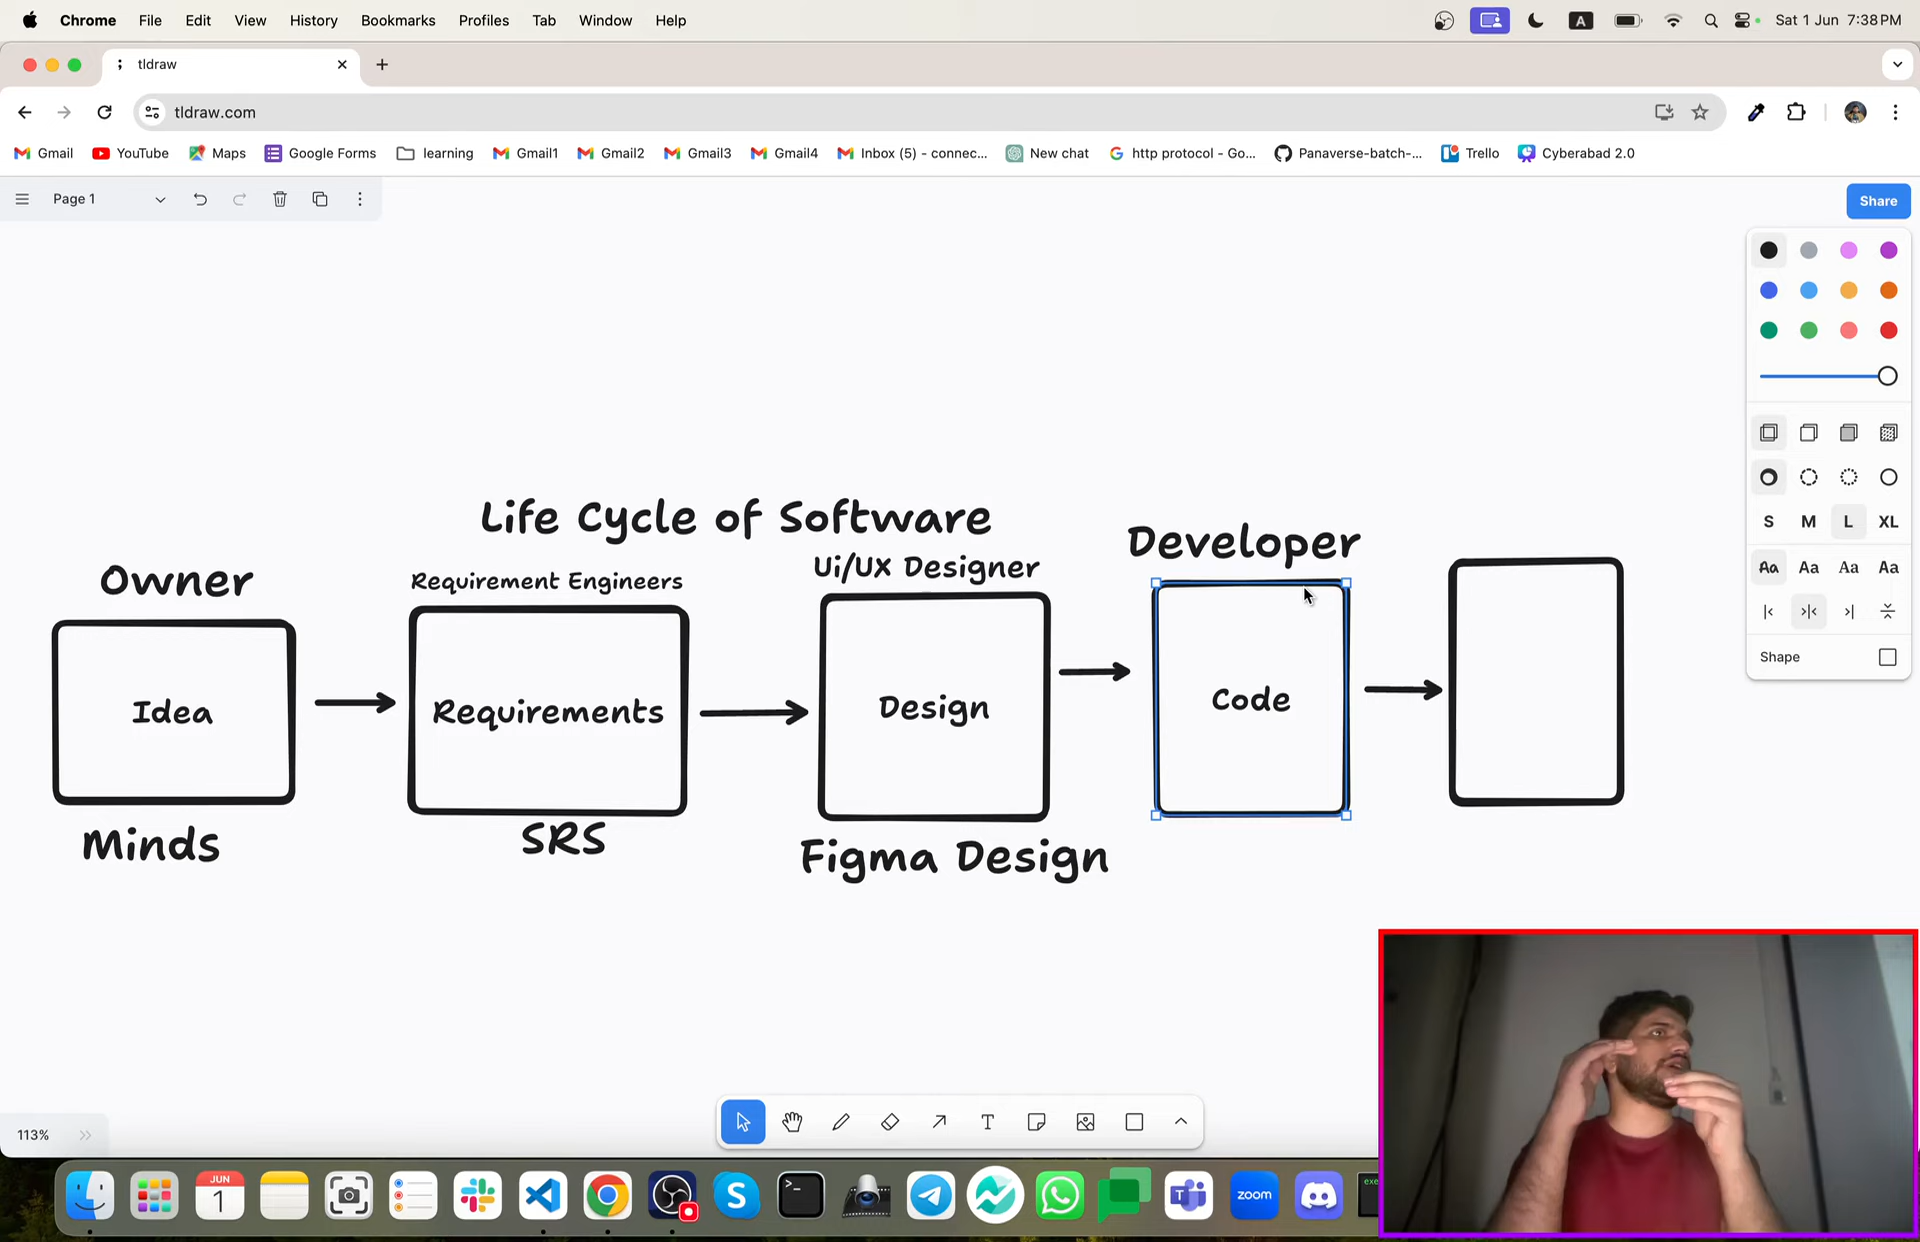 Chrome File Edit View History Bookmarks Profiles Tab Window Help
A Sat 1 Jun 7:38 PM
tldraw
tldraw.com
Gmail YouTube Maps Google Forms learning Gmail1 Gmail2 Gmail3 Gmail4 Inbox (5) - connec... New chat http protocol - Go... Panaverse-batch-... Trello Cyberabad 2.0
Page 1
Share
S M L XL
Aa Aa Aa Aa
Shape
Life Cycle of Software
Owner
Requirement Engineers
Ui/UX Designer
Developer
Idea
Requirements
Design
Code
Minds
SRS
Figma Design
113%
JUN
1
S
zoom
exe